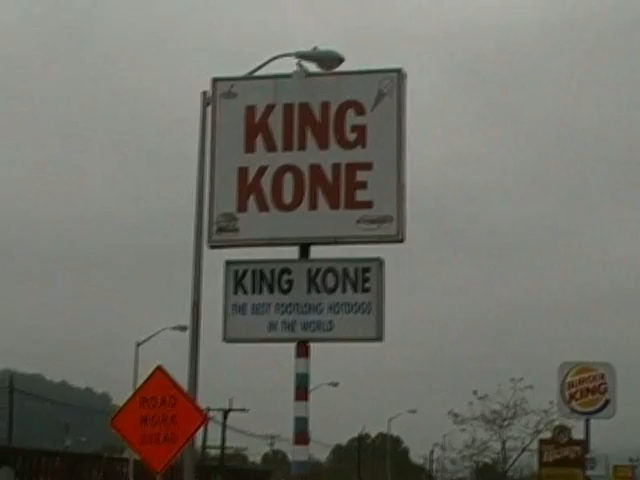 KING
KONE
KING KONE
THE BEST FOOTLONG HOTDOGS
IN THE WORLD
ROAD
WORK
AHEAD
BURGER
KING